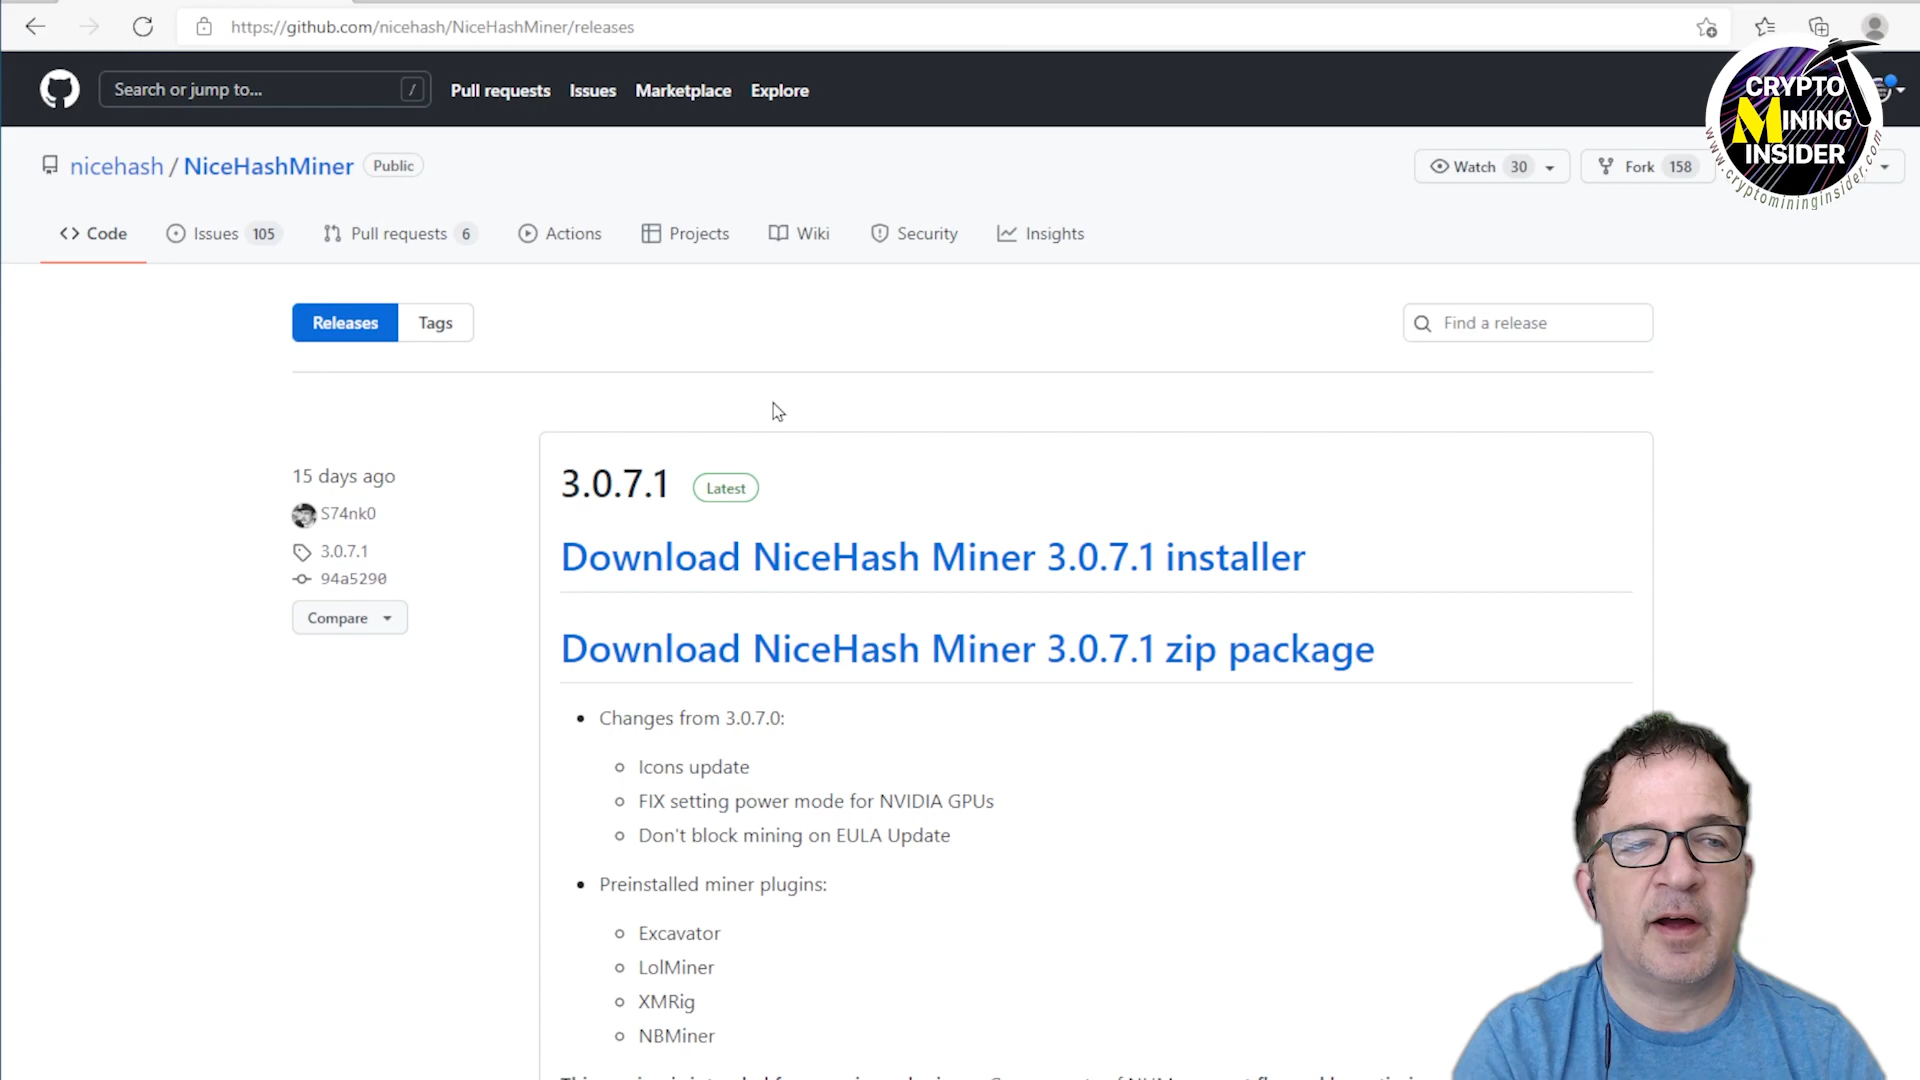 https://github.com/nicehash/NiceHashMiner/releases
Search or jump to... /
Pull requests Issues Marketplace Explore
CRYPTO
MINING
INSIDER
www.cryptomininginsider.com
nicehash / NiceHashMiner Public
Watch 30
Fork 158
Code
Issues 105
Pull requests 6
Actions
Projects
Wiki
Security
Insights
Releases Tags
Find a release
15 days ago
S74nk0
3.0.7.1
94a5290
Compare
3.0.7.1 Latest
Download NiceHash Miner 3.0.7.1 installer
Download NiceHash Miner 3.0.7.1 zip package
Changes from 3.0.7.0:
Icons update
FIX setting power mode for NVIDIA GPUs
Don't block mining on EULA Update
Preinstalled miner plugins:
Excavator
LolMiner
XMRig
NBMiner